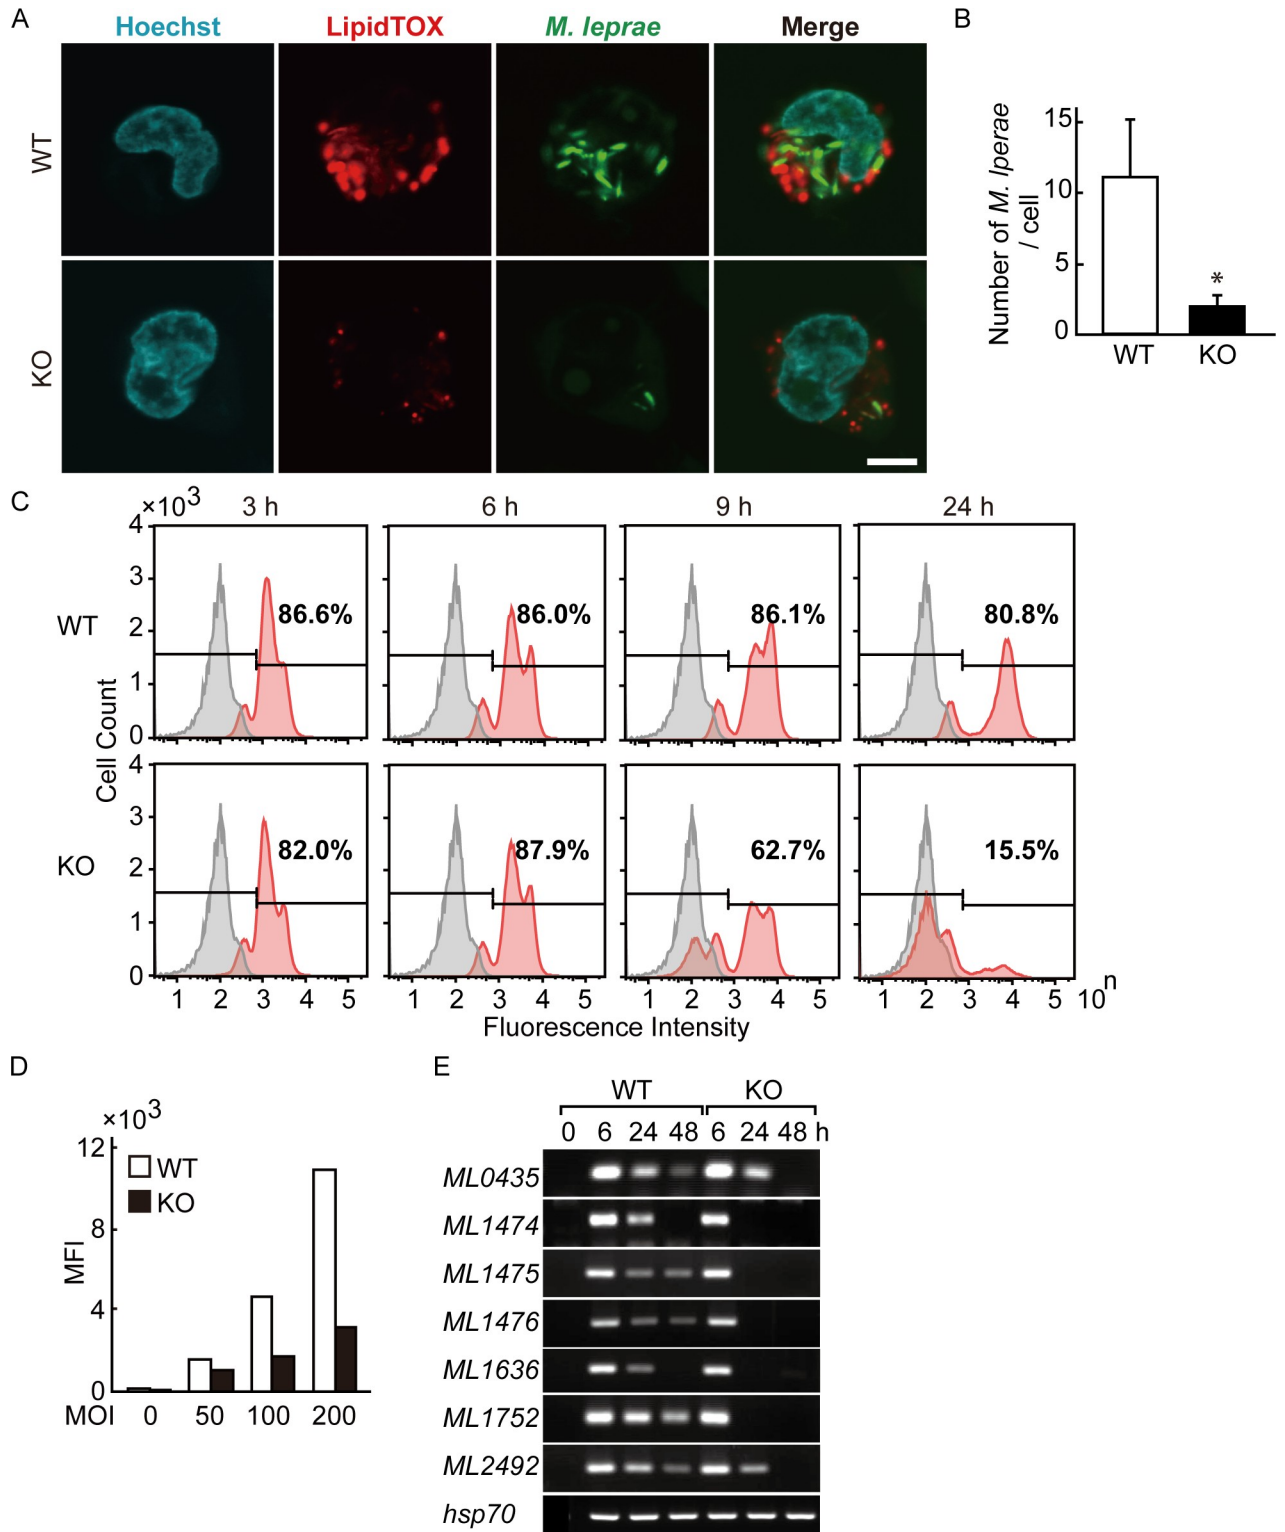 A
Hoechst LipidTOX M. leprae Merge
WT
KO
B
Number of M. lperae
/ cell
15
10
5
0
*
WT KO
C
×10³ 3 h 6 h 9 h 24 h
4
3
2
1
0
WT
86.6% 86.0% 86.1% 80.8%
Cell Count
4
3
2
1
0
KO
82.0% 87.9% 62.7% 15.5%
1 2 3 4 5 1 2 3 4 5 1 2 3 4 5 1 2 3 4 5 10ⁿ
Fluorescence Intensity
D
×10³
12
8
4
0
MFI
WT
KO
MOI 0 50 100 200
E
WT KO
0 6 24 48 6 24 48 h
ML0435
ML1474
ML1475
ML1476
ML1636
ML1752
ML2492
hsp70